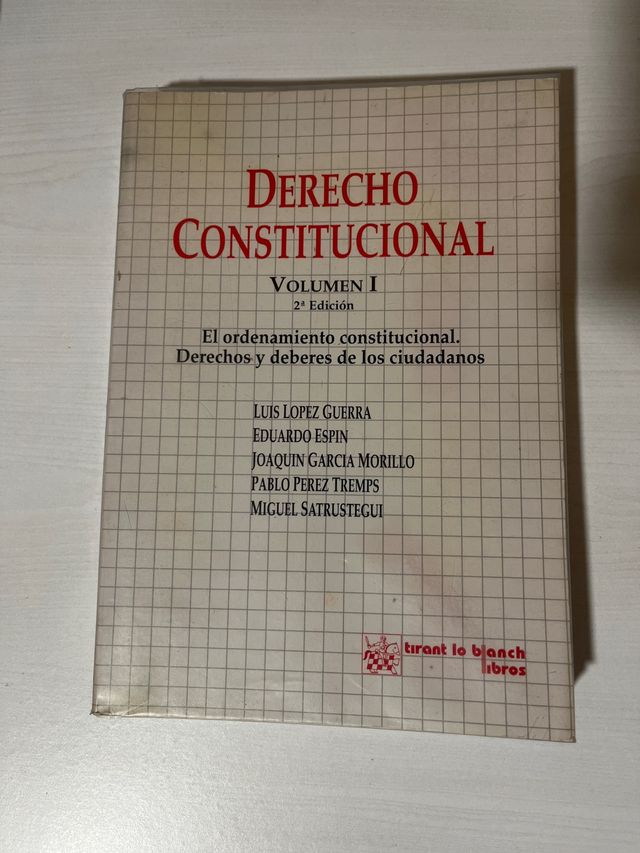 DERECHO
CONSTITUCIONAL
VOLUMEN I
2ª Edición
El ordenamiento constitucional.
Derechos y deberes de los ciudadanos
LUIS LOPEZ GUERRA
EDUARDO ESPIN
JOAQUIN GARCIA MORILLO
PABLO PEREZ TREMPS
MIGUEL SATRUSTEGUI
tirant lo blanch
libros